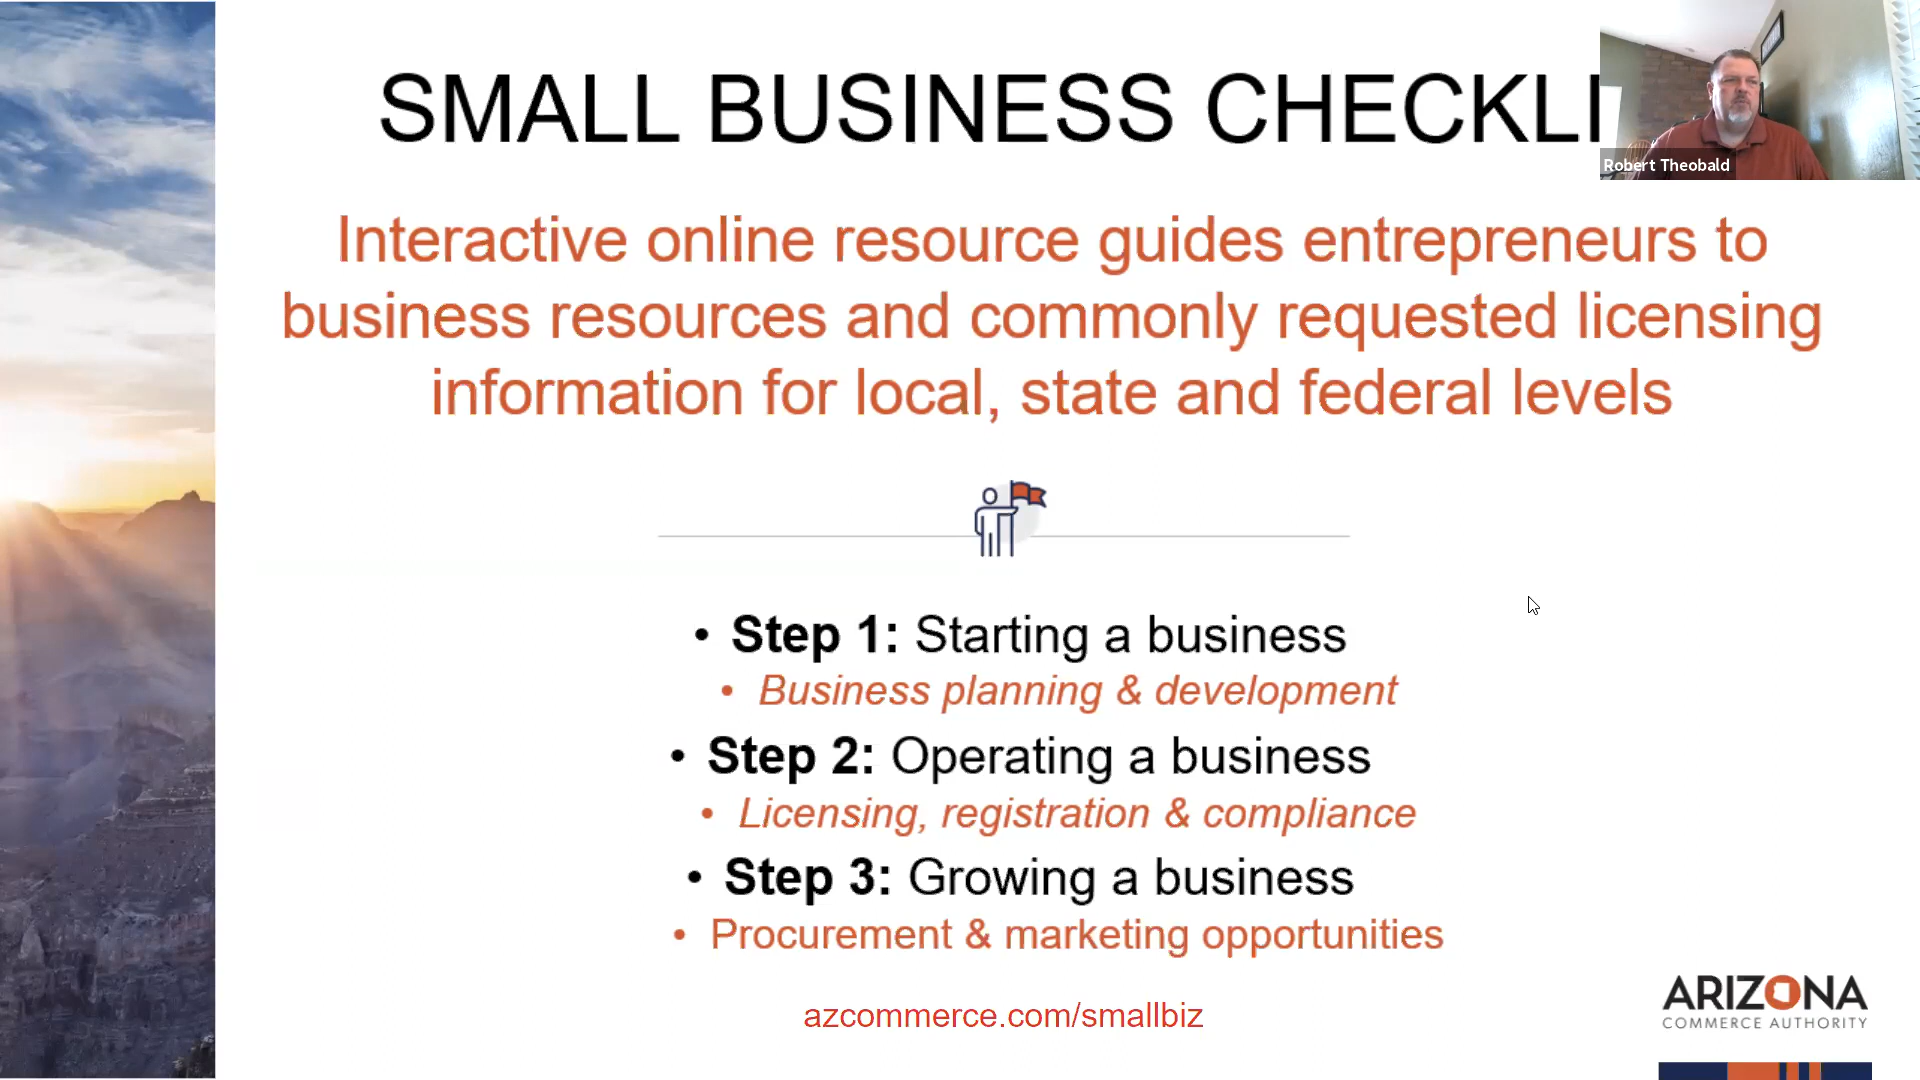 SMALL BUSINESS CHECKLI
Robert Theobald
Interactive online resource guides entrepreneurs to
business resources and commonly requested licensing
information for local, state and federal levels
• Step 1: Starting a business
• Business planning & development
• Step 2: Operating a business
• Licensing, registration & compliance
• Step 3: Growing a business
• Procurement & marketing opportunities
azcommerce.com/smallbiz
ARIZONA
COMMERCE AUTHORITY